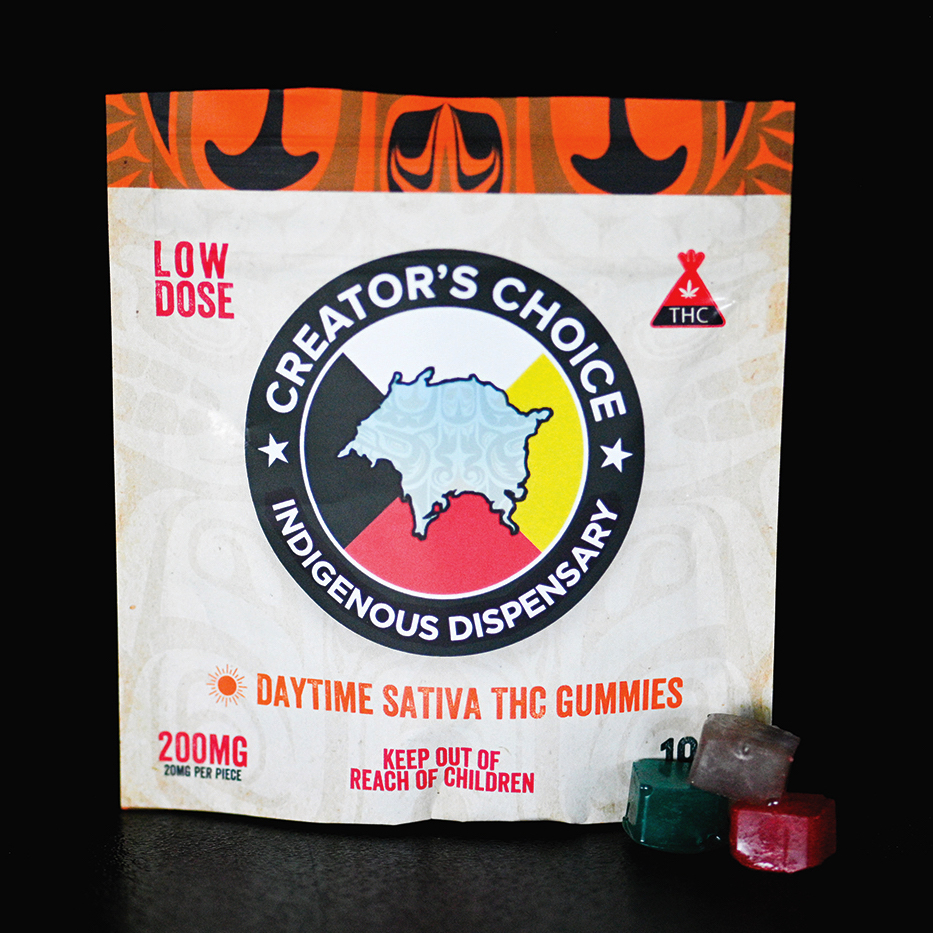 LOW
DOSE
CREATOR'S CHOICE
THC
INDIGENOUS DISPENSARY
DAYTIME SATIVA THC GUMMIES
200MG
20MG PER PIECE
KEEP OUT OF
REACH OF CHILDREN
10